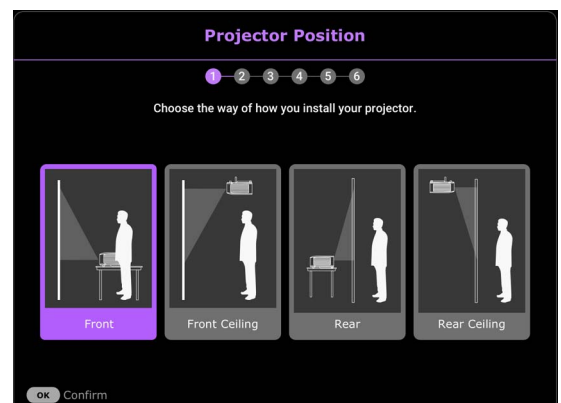 Projector Position
1 2 3 4 5 6
Choose the way of how you install your projector.
Front Front Ceiling Rear Rear Ceiling
OK Confirm